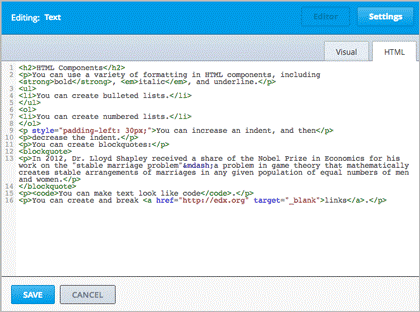 Editing: Text
Editor
Settings
Visual
HTML
1 <h2>HTML Components</h2>
2 <p>You can use a variety of formatting in HTML components, including
<strong>bold</strong>, <em>italic</em>, and underline.</p>
3 <ul>
4 <li>You can create bulleted lists.</li>
5 </ul>
6 <ol>
7 <li>You can create numbered lists.</li>
8 </ol>
9 <p style="padding-left: 30px;">You can increase an indent, and then</p>
10 <p>decrease the indent.</p>
11 <p>You can create blockquotes:</p>
12 <blockquote>
13 <p>In 2012, Dr. Lloyd Shapley received a share of the Nobel Prize in Economics for his
work on the "stable marriage problem"&mdash;a problem in game theory that mathematically
creates stable arrangements of marriages in any given population of equal numbers of men
and women.</p>
14 </blockquote>
15 <p><code>You can make text look like code</code>.</p>
16 <p>You can create and break <a href="http://edx.org" target="_blank">links</a>.</p>
SAVE
CANCEL